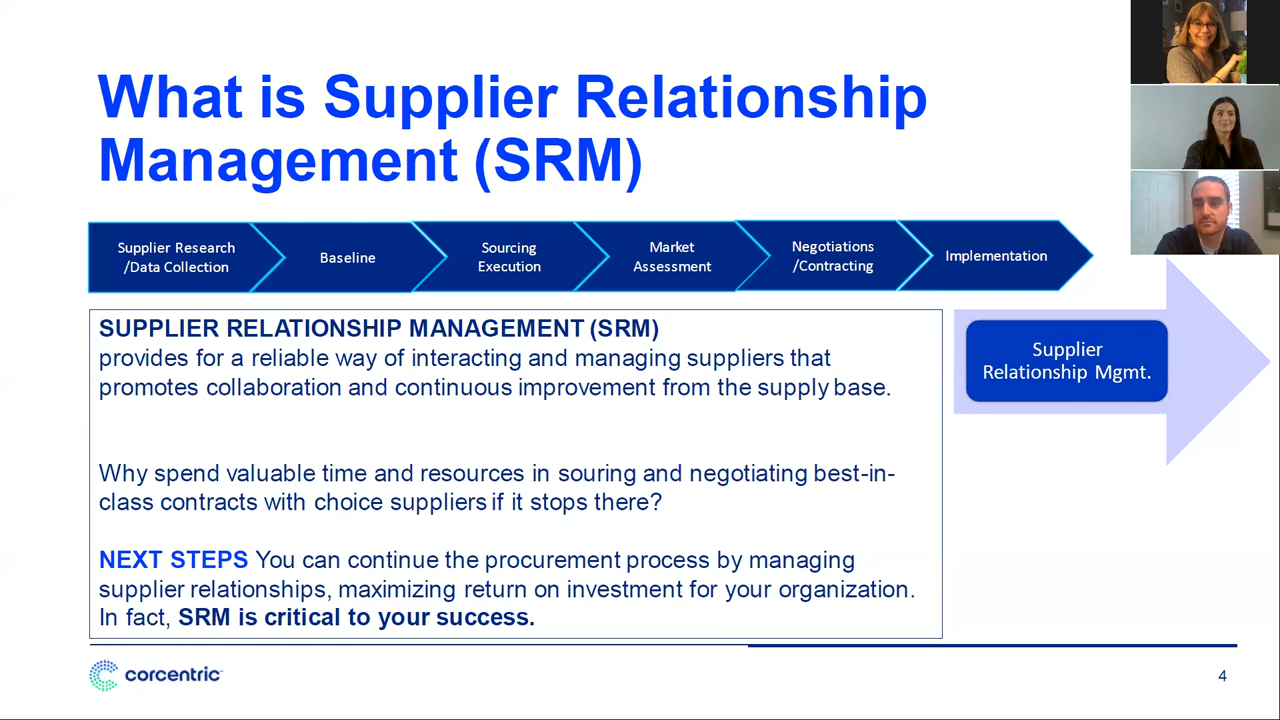 What is Supplier Relationship
Management (SRM)
Supplier Research
/Data Collection
Baseline
Sourcing
Execution
Market
Assessment
Negotiations
/Contracting
Implementation
SUPPLIER RELATIONSHIP MANAGEMENT (SRM)
provides for a reliable way of interacting and managing suppliers that
promotes collaboration and continuous improvement from the supply base.
Why spend valuable time and resources in souring and negotiating best-in-
class contracts with choice suppliers if it stops there?
NEXT STEPS You can continue the procurement process by managing
supplier relationships, maximizing return on investment for your organization.
In fact, SRM is critical to your success.
Supplier
Relationship Mgmt.
corcentric
4